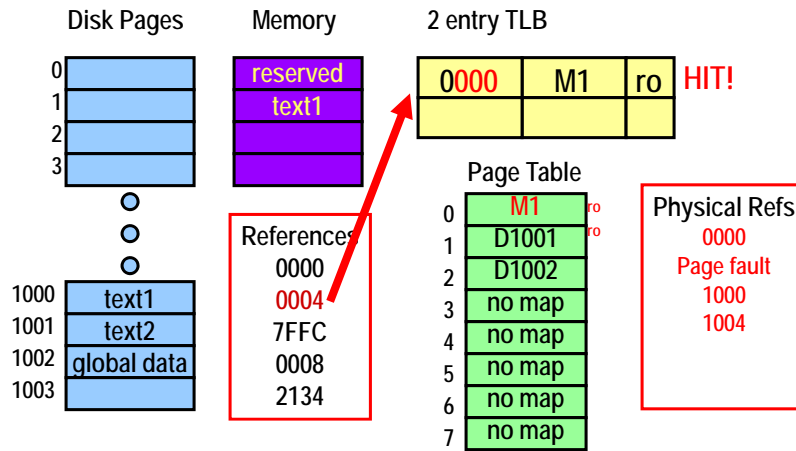 Disk Pages
0
1
2
3
1000 text1
1001 text2
1002 global data
1003
Memory
reserved
text1
References
0000
0004
7FFC
0008
2134
2 entry TLB
0000 M1 ro HIT!
Page Table
0 M1 ro
1 D1001 ro
2 D1002
3 no map
4 no map
5 no map
6 no map
7 no map
Physical Refs
0000
Page fault
1000
1004